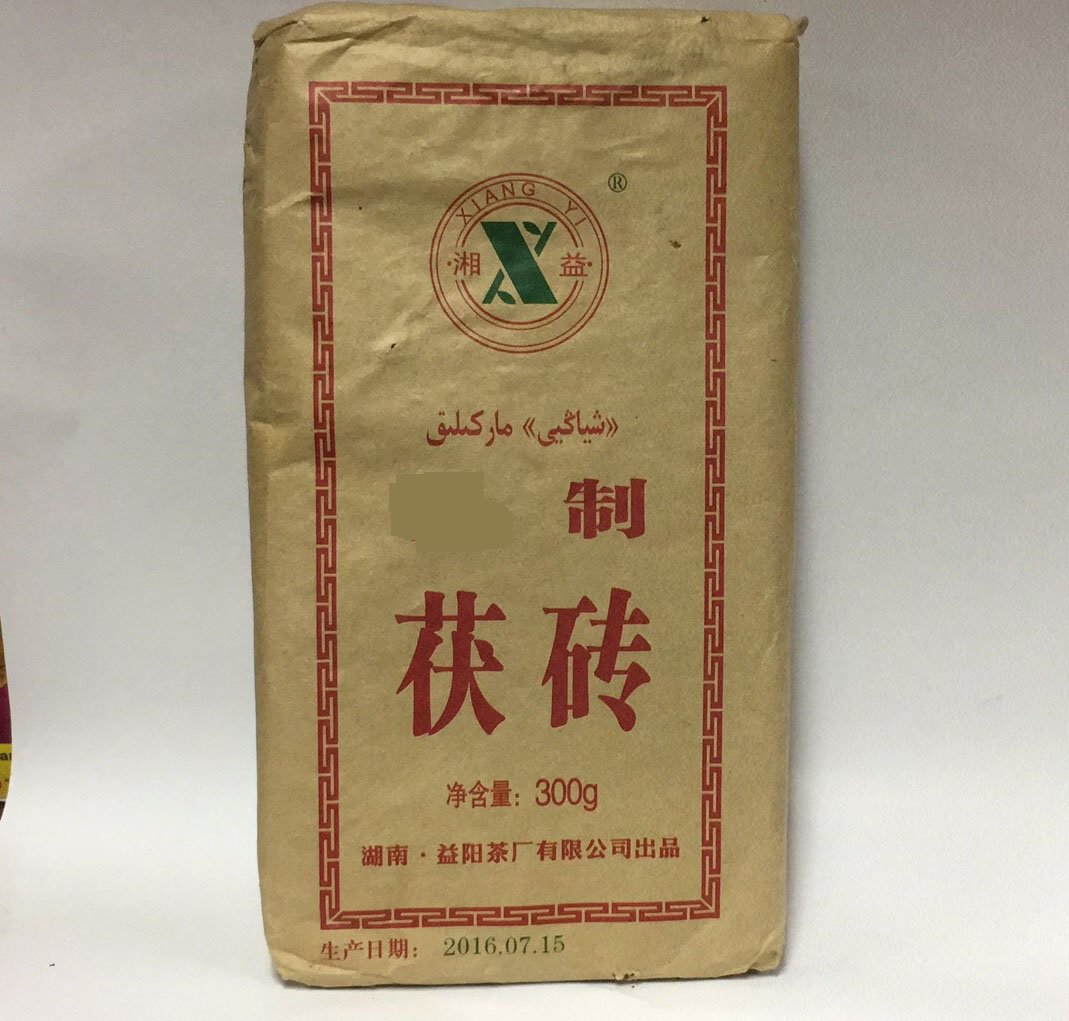 XIANG YI
®
湘 益
«شياڭيى» ماركىلىق
制
茯砖
净含量：300g
湖南·益阳茶厂有限公司出品
生产日期：2016.07.15